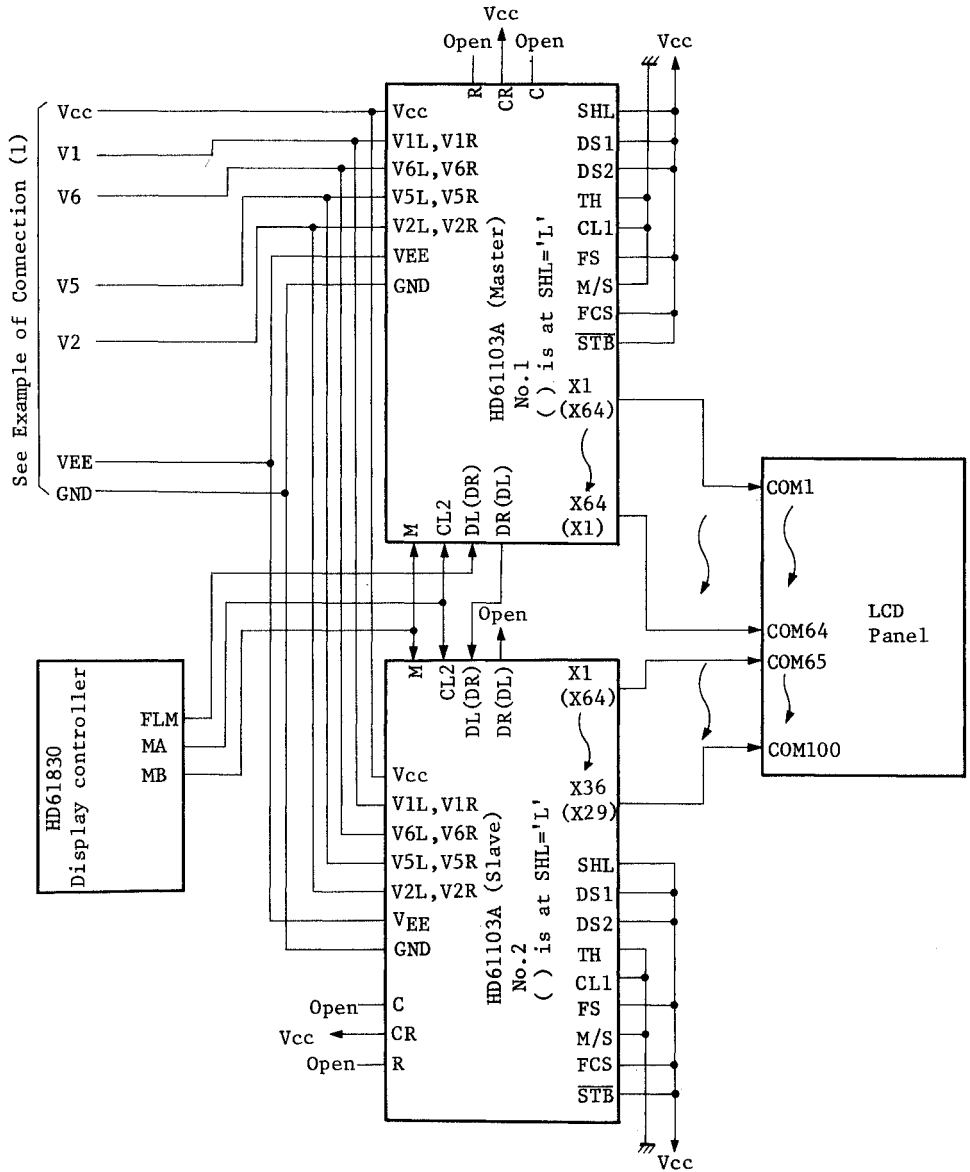 See Example of Connection (1)
Vcc
V1
V6
V5
V2
VEE
GND
Open
Vcc
Open
R
CR
C
Vcc
Vcc
V1L,V1R
V6L,V6R
V5L,V5R
V2L,V2R
VEE
GND
HD61103A (Master)
No.1
( ) is at SHL='L'
SHL
DS1
DS2
TH
CL1
FS
M/S
FCS
STB
X1
(X64)
X64
(X1)
M
CL2
DL(DR)
DR(DL)
COM1
COM64
COM65
COM100
LCD
Panel
HD61830
Display controller
FLM
MA
MB
Open
M
CL2
DL(DR)
DR(DL)
X1
(X64)
X36
(X29)
Vcc
V1L,V1R
V6L,V6R
V5L,V5R
V2L,V2R
VEE
GND
HD61103A (Slave)
No.2
( ) is at SHL='L'
Open
C
Vcc
CR
Open
R
SHL
DS1
DS2
TH
CL1
FS
M/S
FCS
STB
Vcc